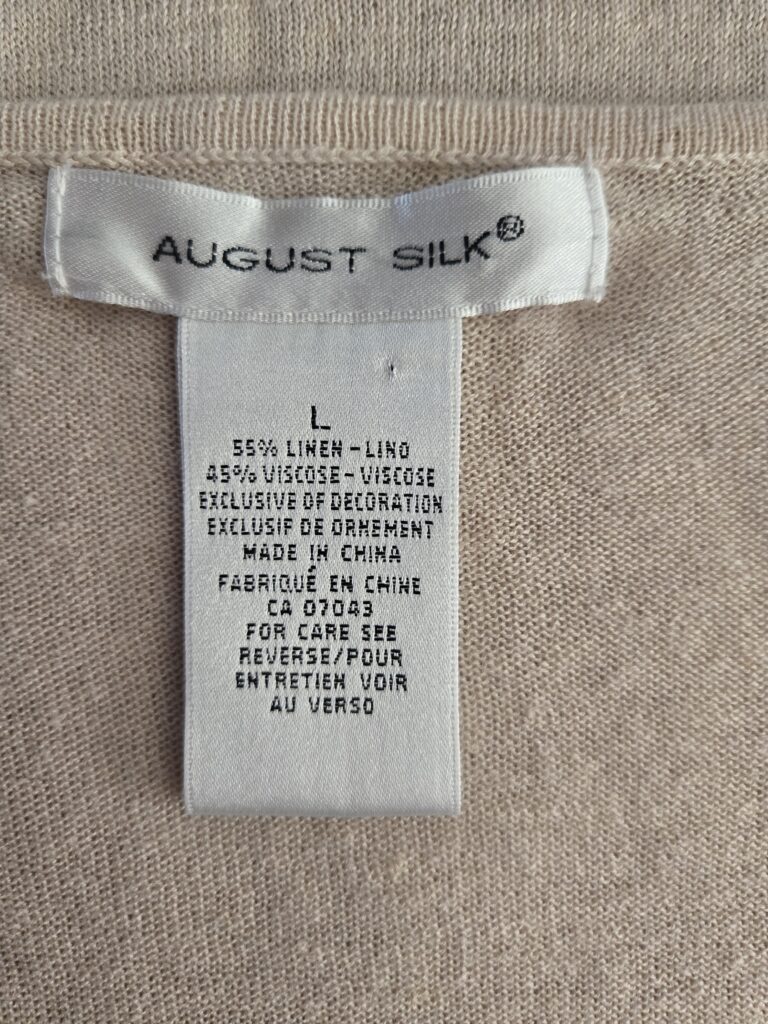 AUGUST SILK®
L
55% LINEN - LINO
45% VISCOSE - VISCOSE
EXCLUSIVE OF DECORATION
EXCLUSIF DE ORNEMENT
MADE IN CHINA
FABRIQUÉ EN CHINE
CA 07043
FOR CARE SEE
REVERSE/POUR
ENTRETIEN VOIR
AU VERSO